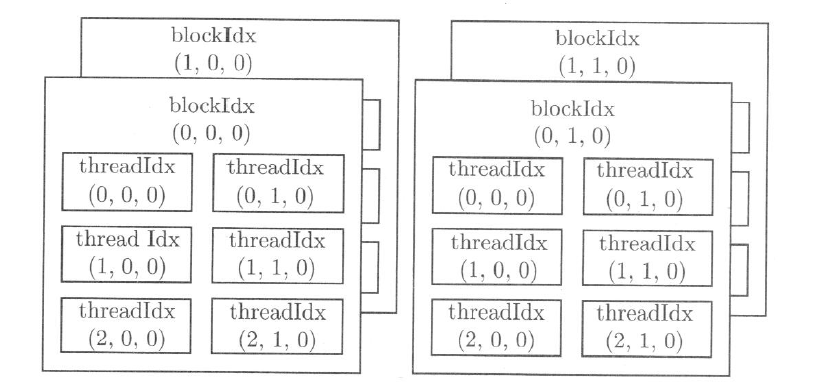 blockIdx
(1, 0, 0)
blockIdx
(0, 0, 0)
threadIdx
(0, 0, 0)
threadIdx
(0, 1, 0)
thread Idx
(1, 0, 0)
threadIdx
(1, 1, 0)
threadIdx
(2, 0, 0)
threadIdx
(2, 1, 0)
blockIdx
(1, 1, 0)
blockIdx
(0, 1, 0)
threadIdx
(0, 0, 0)
threadIdx
(0, 1, 0)
threadIdx
(1, 0, 0)
threadIdx
(1, 1, 0)
threadIdx
(2, 0, 0)
threadIdx
(2, 1, 0)